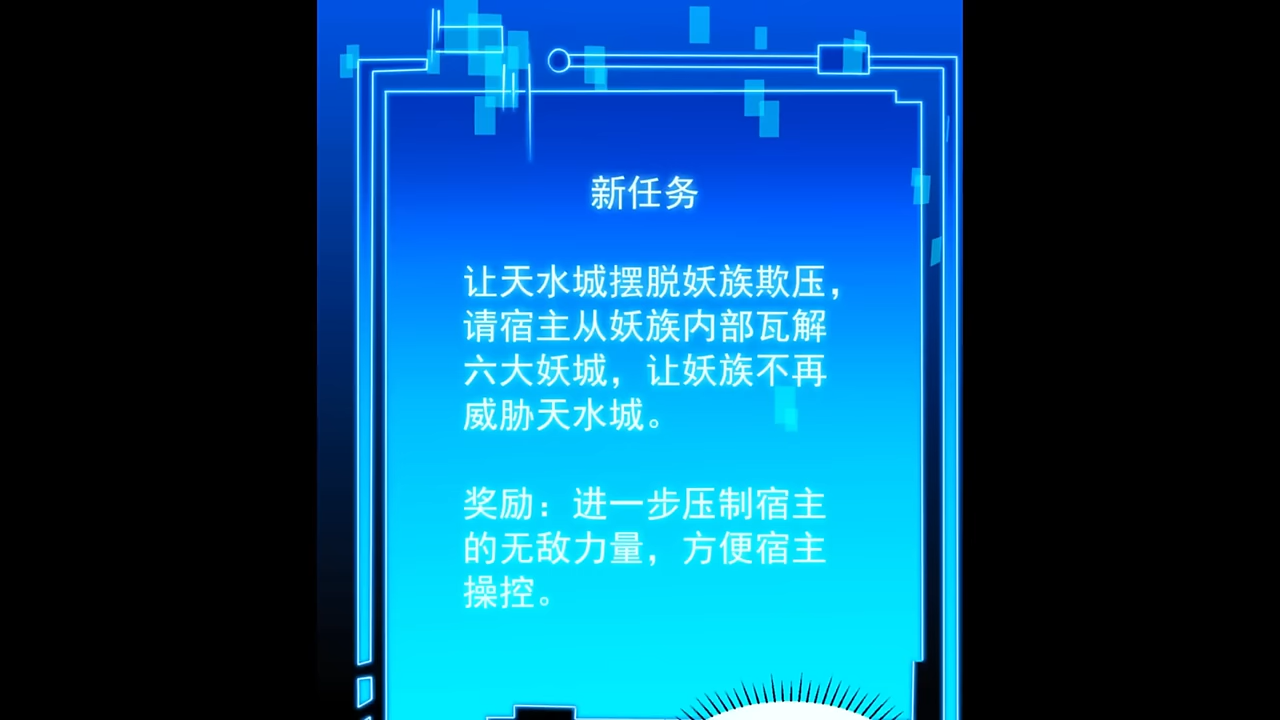 新任务
让天水城摆脱妖族欺压，
请宿主从妖族内部瓦解
六大妖城，让妖族不再
威胁天水城。
奖励：进一步压制宿主
的无敌力量，方便宿主
操控。